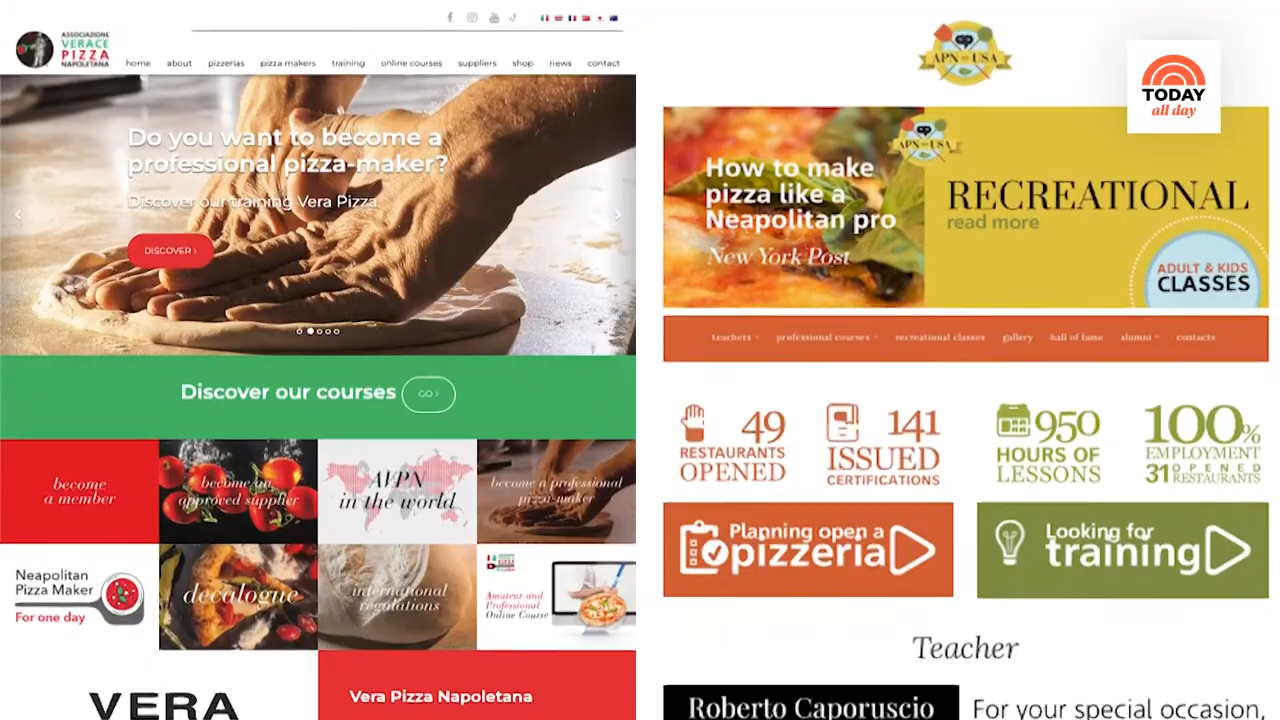 ASSOCIAZIONE
VERACE
PIZZA
NAPOLETANA
home about pizzerias pizza makers training online courses suppliers shop news contact
Do you want to become a
professional pizza-maker?
Discover our training Vera Pizza
DISCOVER ›
Discover our courses GO ›
become
a member
become an
approved supplier
AVPN
in the world
become a professional
pizza-maker
Neapolitan
Pizza Maker
For one day
decalogue
international
regulations
Amateur and
Professional
Online Course
VERA
Vera Pizza Napoletana
APN USA
TODAY
all day
APN USA
How to make
pizza like a
Neapolitan pro
New York Post
RECREATIONAL
read more
ADULT & KIDS
CLASSES
teachers professional courses recreational classes gallery hall of fame alumni contacts
49
RESTAURANTS
OPENED
141
ISSUED
CERTIFICATIONS
950
HOURS OF
LESSONS
100%
EMPLOYMENT
31 OPENED
RESTAURANTS
Planning open a
pizzeria
Looking for
training
Teacher
Roberto Caporuscio
For your special occasion,